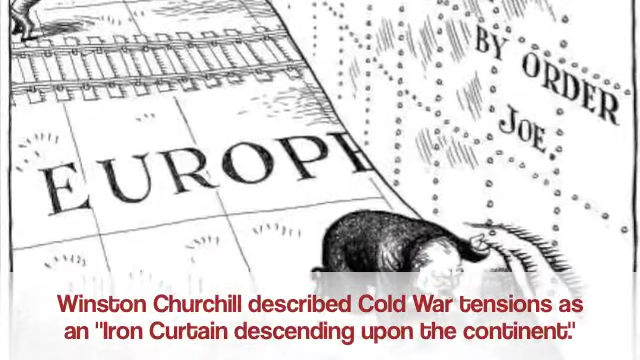 BY ORDER
JOE.
EUROPE
Winston Churchill described Cold War tensions as
an "Iron Curtain descending upon the continent."